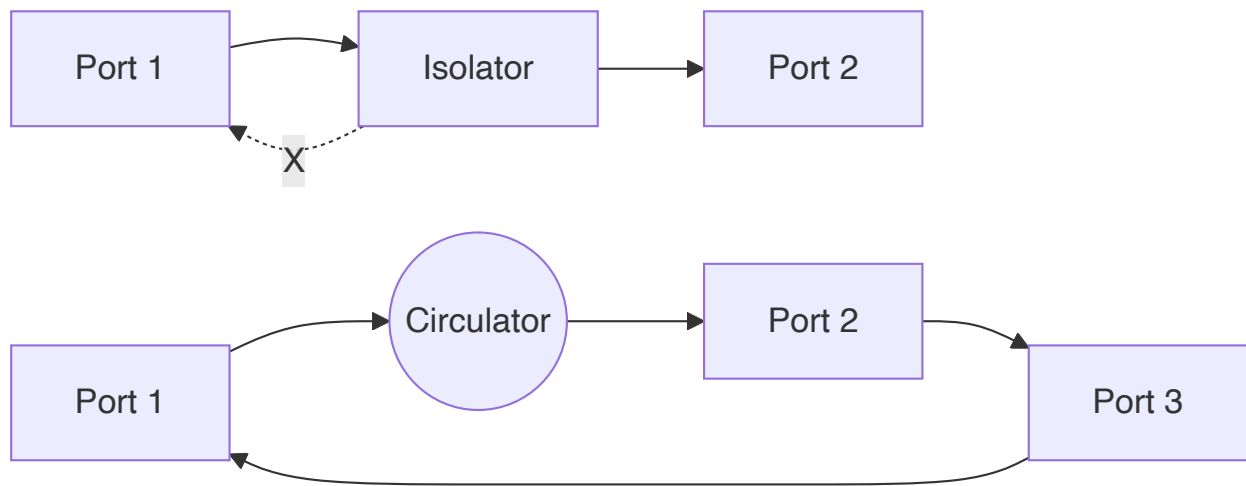 Port 1
Isolator
Port 2
X
Circulator
Port 2
Port 1
Port 3